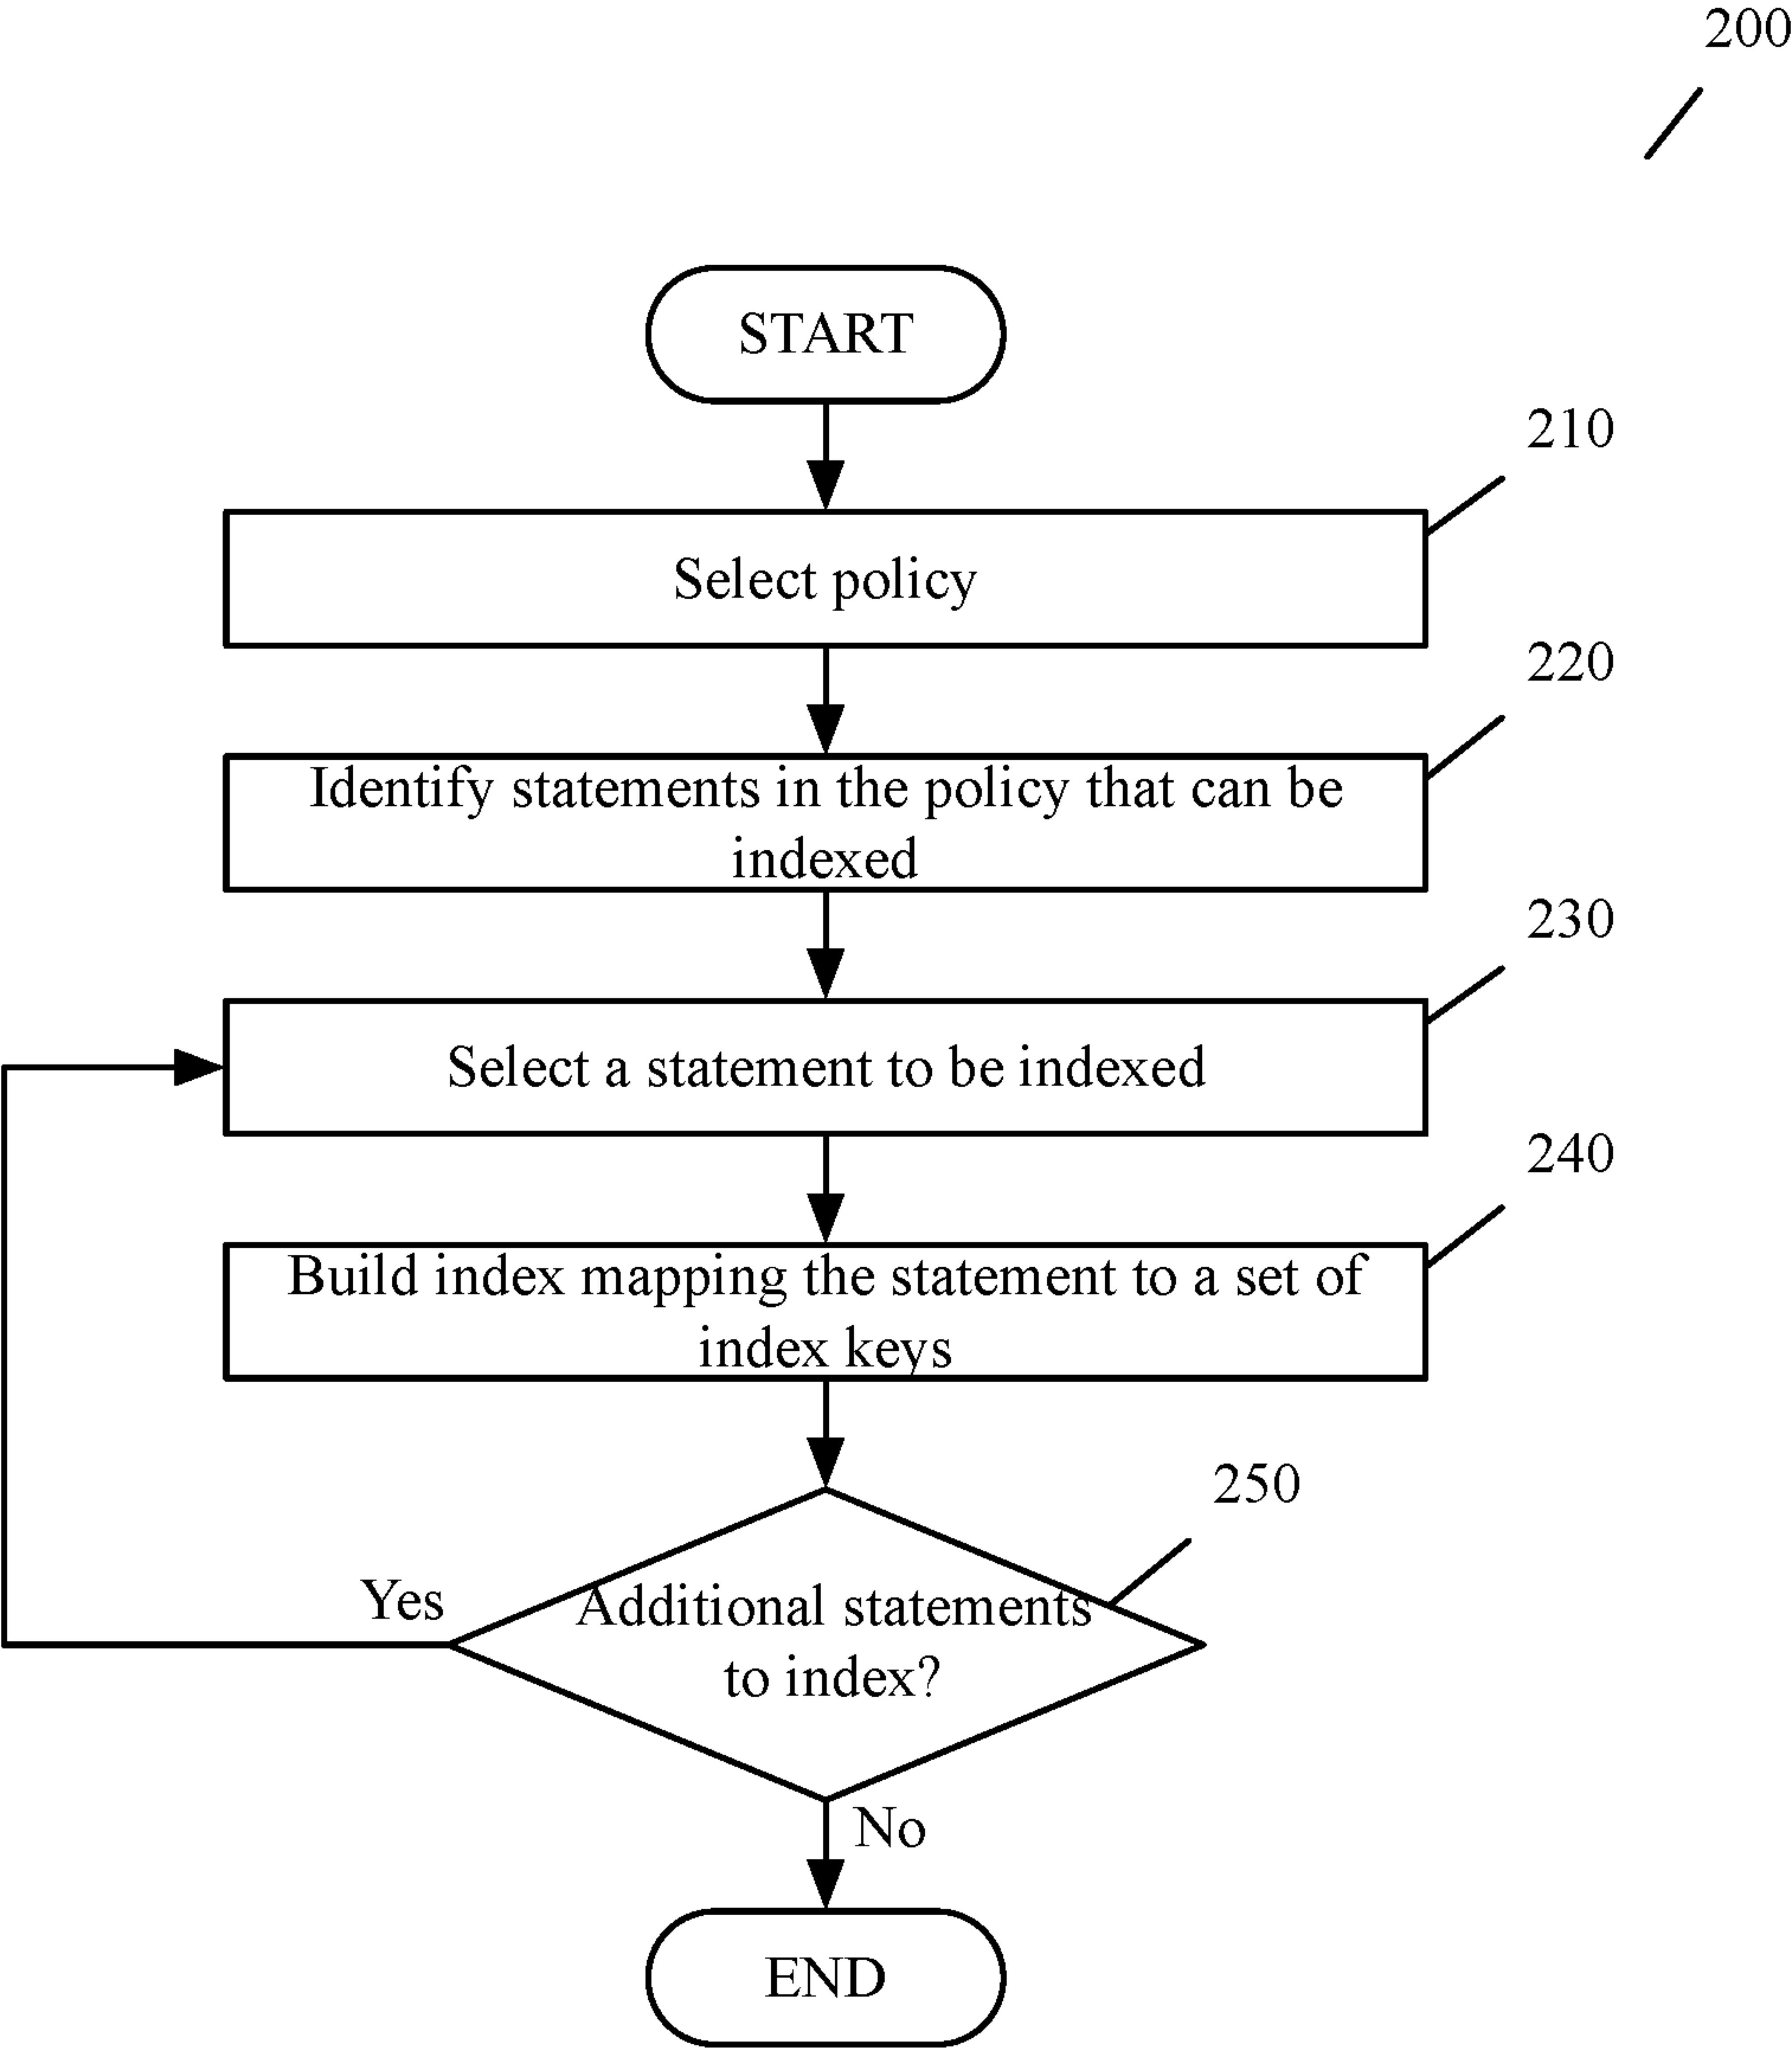 200
START
210
Select policy
220
Identify statements in the policy that can be
indexed
230
Select a statement to be indexed
240
Build index mapping the statement to a set of
index keys
250
Yes
Additional statements
to index?
No
END